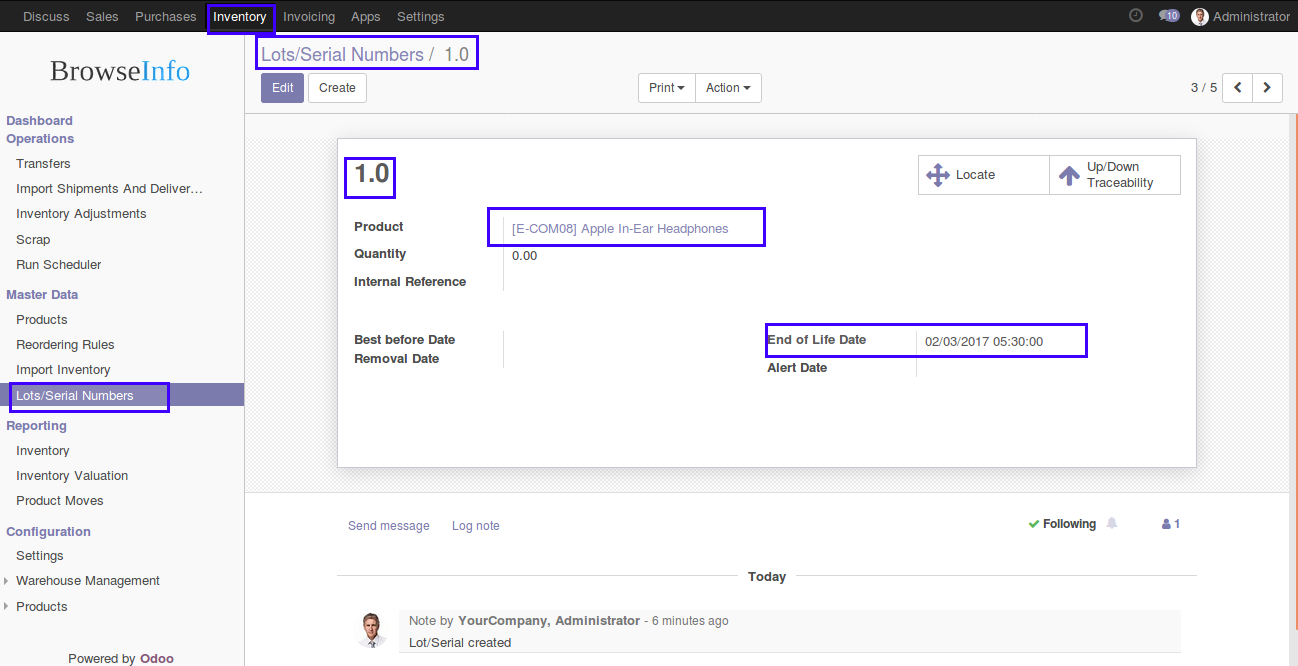 Discuss Sales Purchases Inventory Invoicing Apps Settings 10 Administrator
BrowseInfo
Dashboard
Operations
Transfers
Import Shipments And Deliver...
Inventory Adjustments
Scrap
Run Scheduler
Master Data
Products
Reordering Rules
Import Inventory
Lots/Serial Numbers
Reporting
Inventory
Inventory Valuation
Product Moves
Configuration
Settings
Warehouse Management
Products
Powered by Odoo
Lots/Serial Numbers / 1.0
Edit Create Print Action 3 / 5
1.0
Locate
Up/Down
Traceability
Product [E-COM08] Apple In-Ear Headphones
Quantity 0.00
Internal Reference
Best before Date
Removal Date
End of Life Date 02/03/2017 05:30:00
Alert Date
Send message Log note Following 1
Today
Note by YourCompany, Administrator - 6 minutes ago
Lot/Serial created